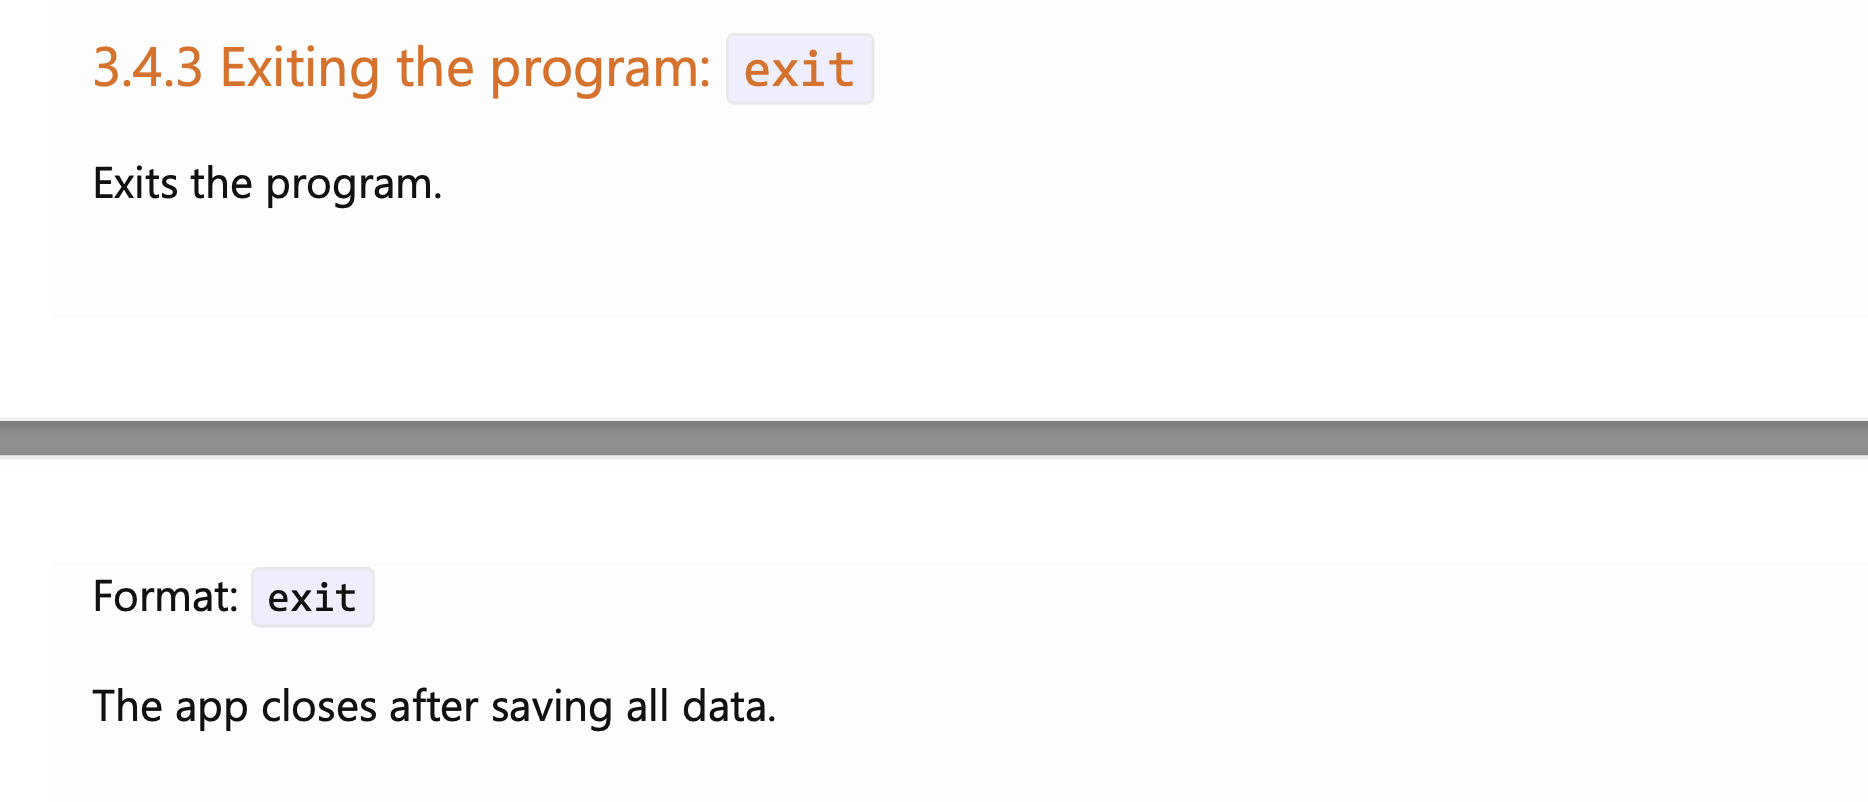 3.4.3 Exiting the program: exit
Exits the program.
Format: exit
The app closes after saving all data.